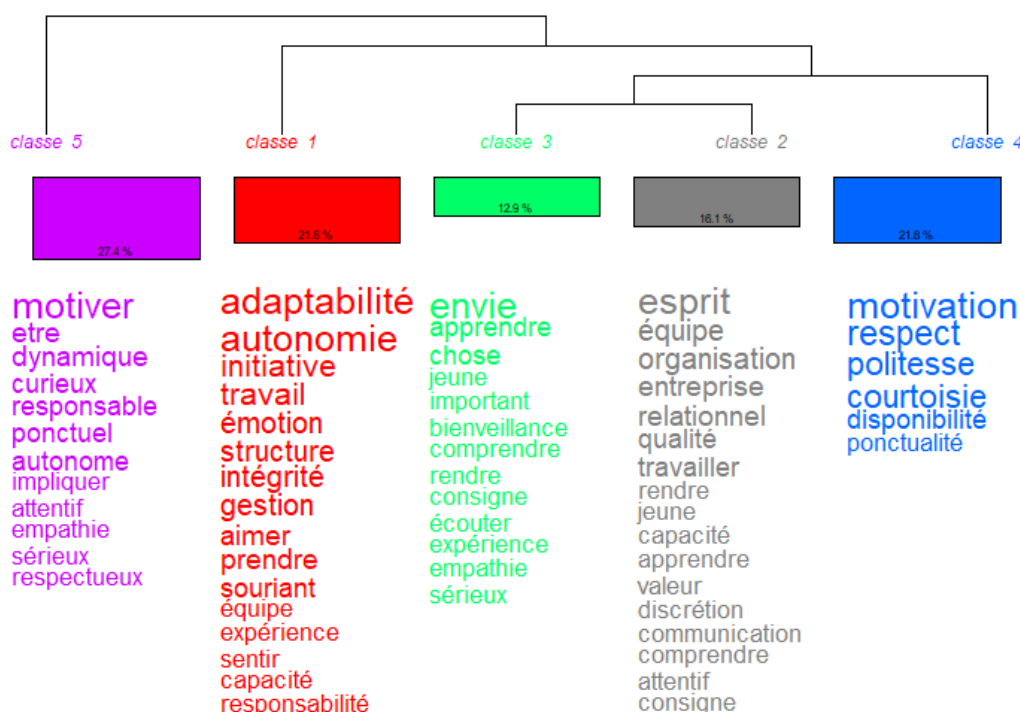 classe 5
classe 1
classe 3
classe 2
classe 4
27.4 %
21.8 %
12.9 %
16.1 %
21.8 %
motiver
etre
dynamique
curieux
responsable
ponctuel
autonome
impliquer
attentif
empathie
sérieux
respectueux
adaptabilité
autonomie
initiative
travail
émotion
structure
intégrité
gestion
aimer
prendre
souriant
équipe
expérience
sentir
capacité
responsabilité
envie
apprendre
chose
jeune
important
bienveillance
comprendre
rendre
consigne
écouter
expérience
empathie
sérieux
esprit
équipe
organisation
entreprise
relationnel
qualité
travailler
rendre
jeune
capacité
apprendre
valeur
discrétion
communication
comprendre
attentif
consigne
motivation
respect
politesse
courtoisie
disponibilité
ponctualité